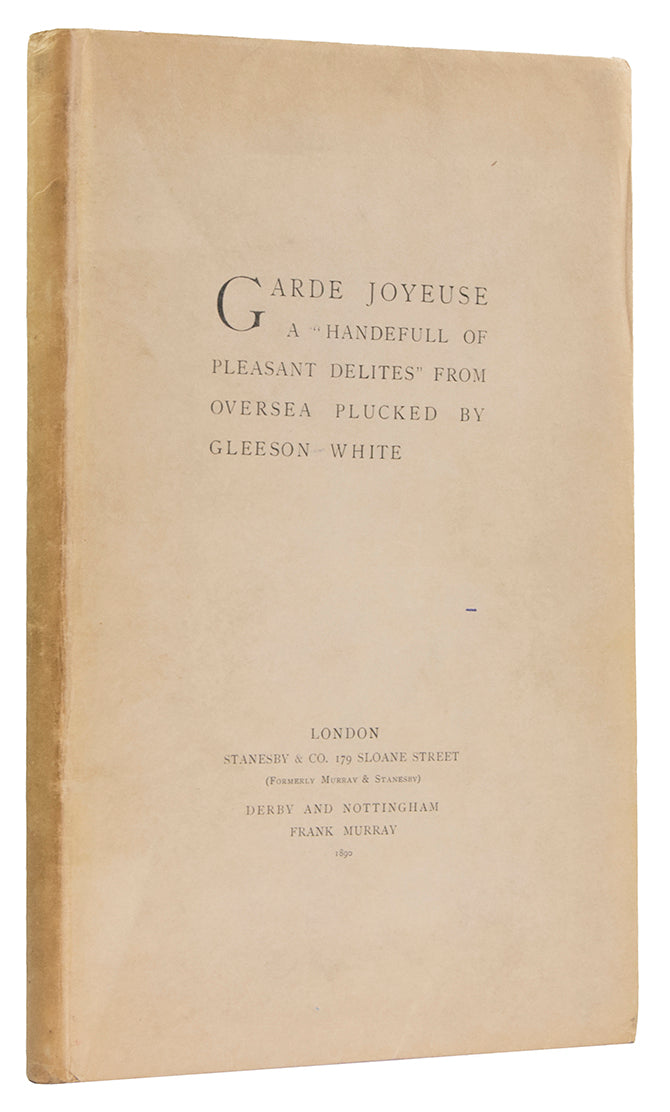 GARDE JOYEUSE
A "HANDEFULL OF
PLEASANT DELITES" FROM
OVERSEA PLUCKED BY
GLEESON WHITE
LONDON
STANESBY & CO. 179 SLOANE STREET
(FORMERLY MURRAY & STANESBY)
DERBY AND NOTTINGHAM
FRANK MURRAY
1890